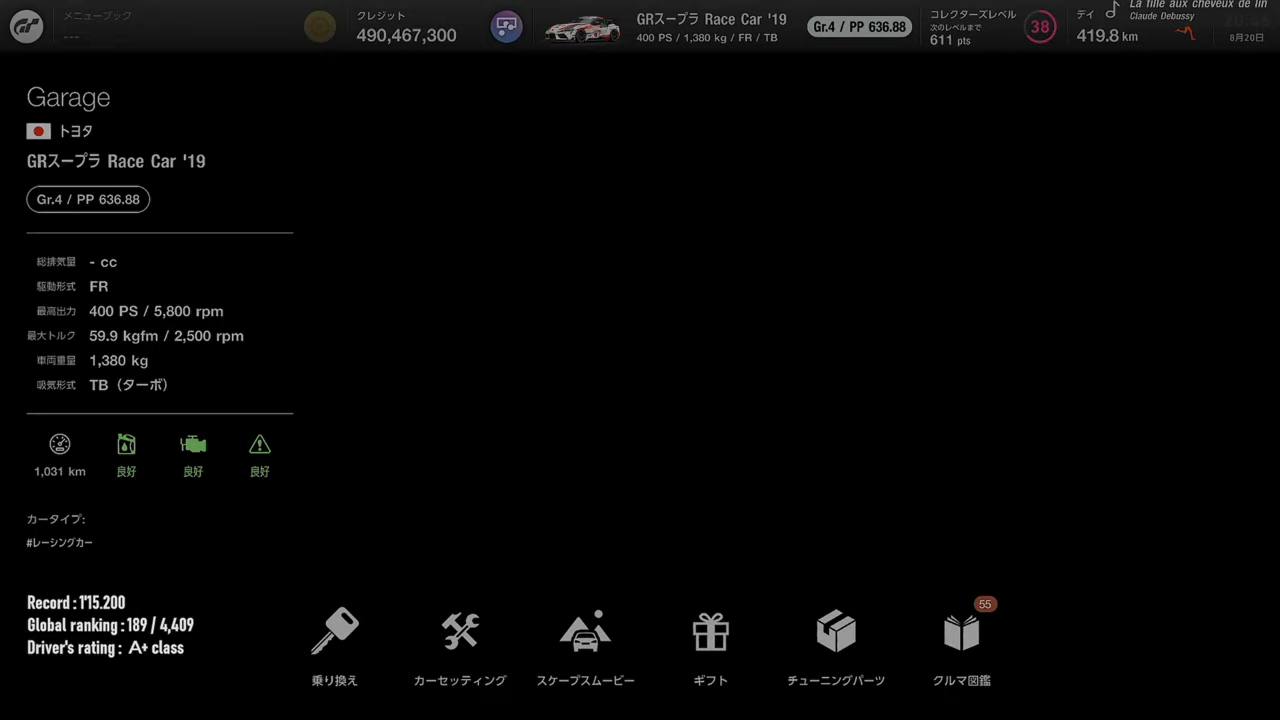 メニューブック
---
クレジット
490,467,300
GRスープラ Race Car '19
400 PS / 1,380 kg / FR / TB
Gr.4 / PP 636.88
コレクターズレベル
次のレベルまで
611 pts
38
デイ
419.8 km
La fille aux cheveux de lin
Claude Debussy
20:46
8月20日
Garage
トヨタ
GRスープラ Race Car '19
Gr.4 / PP 636.88
総排気量 - cc
駆動形式 FR
最高出力 400 PS / 5,800 rpm
最大トルク 59.9 kgfm / 2,500 rpm
車両重量 1,380 kg
吸気形式 TB（ターボ）
1,031 km 良好 良好 良好
カータイプ:
#レーシングカー
Record : 1'15.200
Global ranking : 189 / 4,409
Driver's rating : A+ class
55
乗り換え カーセッティング スケープスムービー ギフト チューニングパーツ クルマ図鑑